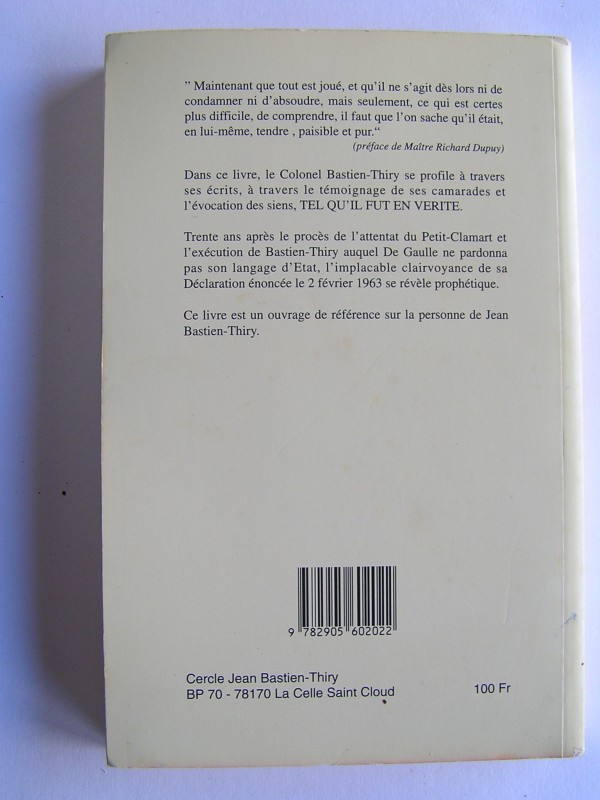 " Maintenant que tout est joué, et qu'il ne s'agit dès lors ni de
condamner ni d'absoudre, mais seulement, ce qui est certes
plus difficile, de comprendre, il faut que l'on sache qu'il était,
en lui-même, tendre , paisible et pur."
(préface de Maître Richard Dupuy)
Dans ce livre, le Colonel Bastien-Thiry se profile à travers
ses écrits, à travers le témoignage de ses camarades et
l'évocation des siens, TEL QU'IL FUT EN VERITE.
Trente ans après le procès de l'attentat du Petit-Clamart et
l'exécution de Bastien-Thiry auquel De Gaulle ne pardonna
pas son langage d'Etat, l'implacable clairvoyance de sa
Déclaration énoncée le 2 février 1963 se révèle prophétique.
Ce livre est un ouvrage de référence sur la personne de Jean
Bastien-Thiry.
9 782905 602022
Cercle Jean Bastien-Thiry
BP 70 - 78170 La Celle Saint Cloud
100 Fr